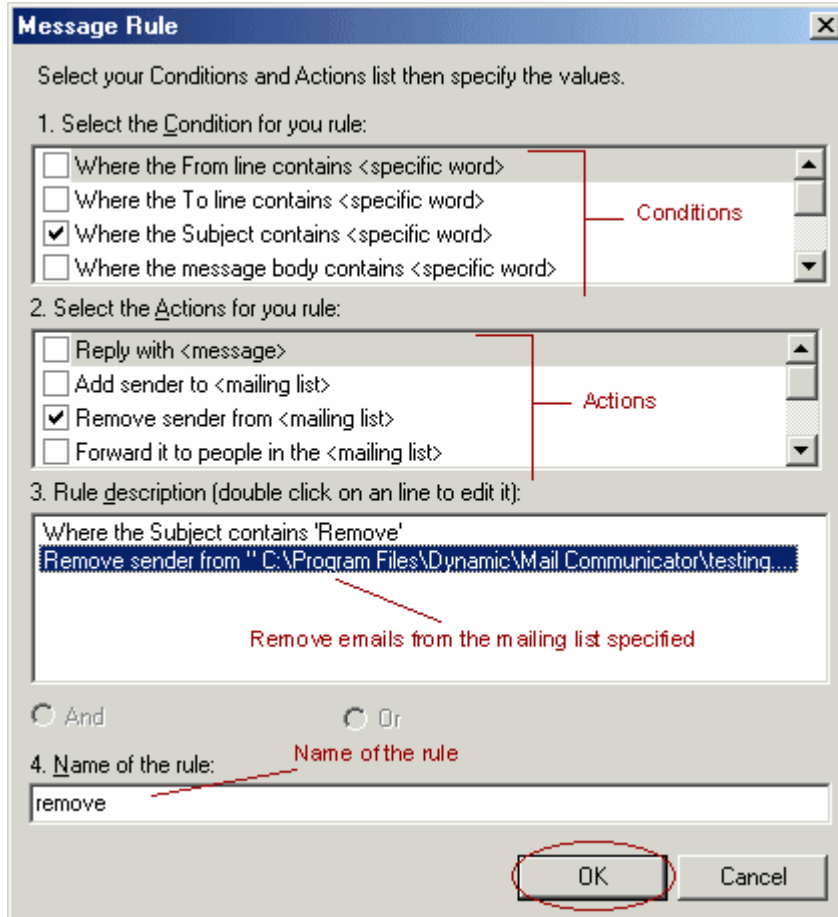 Message Rule
Select your Conditions and Actions list then specify the values.
1. Select the Condition for you rule:
Where the From line contains <specific word>
Where the To line contains <specific word>
Conditions
Where the Subject contains <specific word>
Where the message body contains <specific word>
2. Select the Actions for you rule:
Reply with <message>
Add sender to <mailing list>
Actions
Remove sender from <mailing list>
Forward it to people in the <mailing list>
3. Rule description (double click on an line to edit it):
Where the Subject contains 'Remove'
Remove sender from '' C:\Program Files\Dynamic\Mail Communicator\testing....
Remove emails from the mailing list specified
And Or
Name of the rule
4. Name of the rule:
remove
OK Cancel